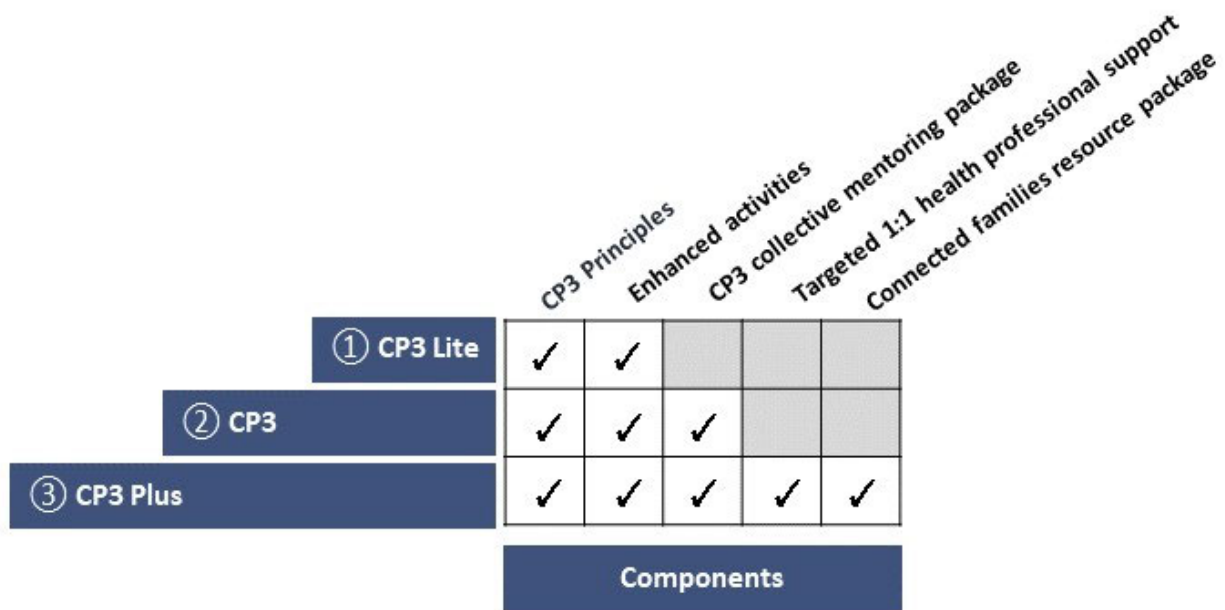 CP3 Principles
Enhanced activities
CP3 collective mentoring package
Targeted 1:1 health professional support
Connected families resource package
① CP3 Lite ✓ ✓
② CP3 ✓ ✓ ✓
③ CP3 Plus ✓ ✓ ✓ ✓ ✓
Components